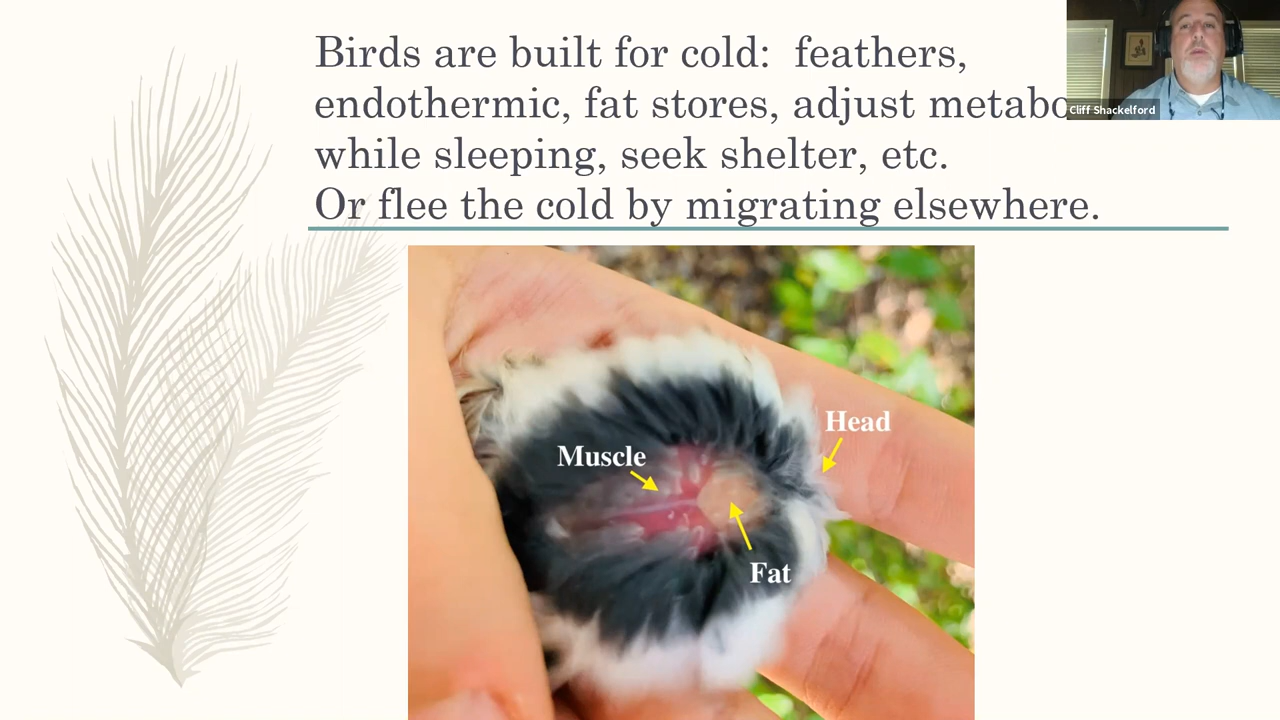 Birds are built for cold:  feathers,
endothermic, fat stores, adjust metabo
while sleeping, seek shelter, etc.
Or flee the cold by migrating elsewhere.
Cliff Shackelford
Head
Muscle
Fat